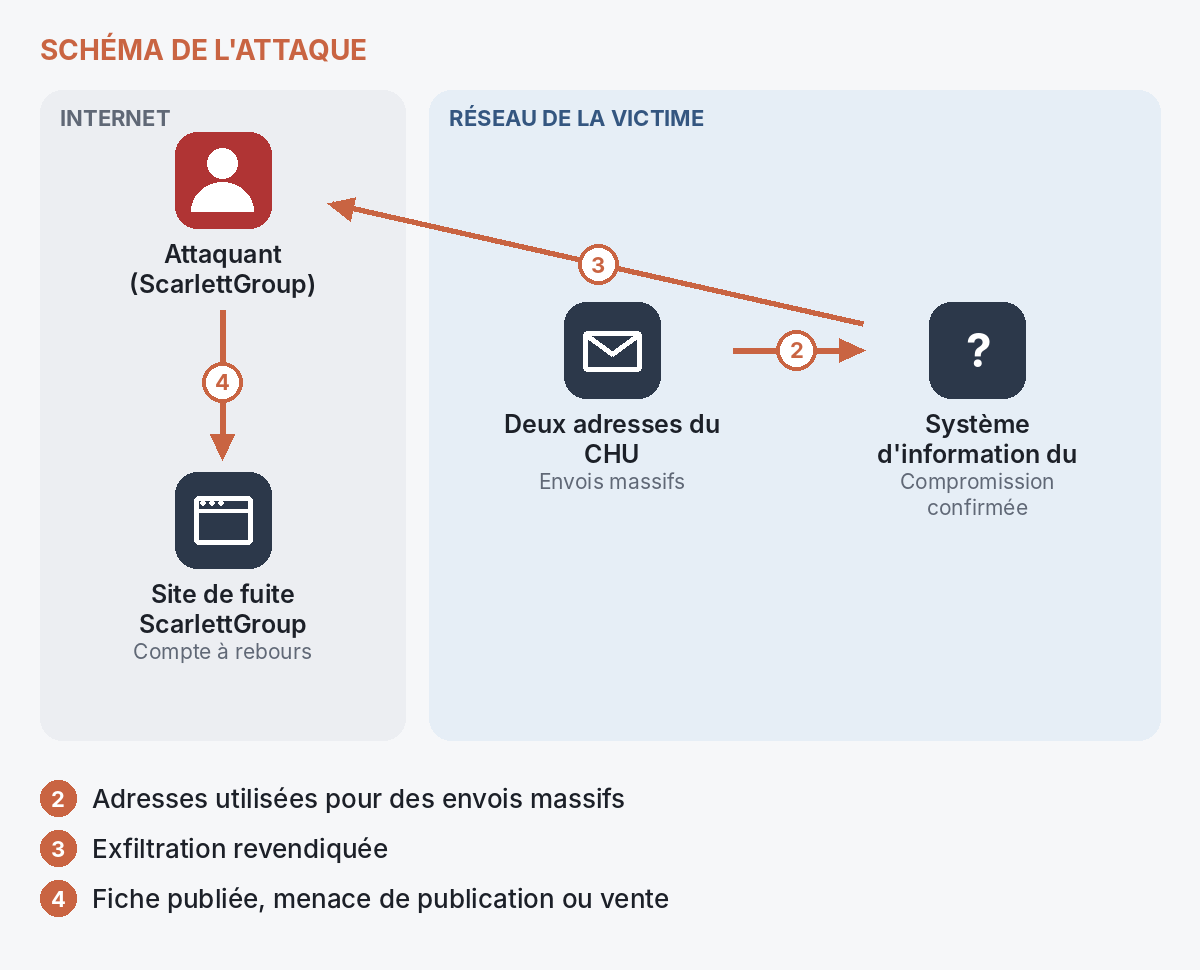 SCHÉMA DE L'ATTAQUE
INTERNET
RÉSEAU DE LA VICTIME
Attaquant
(ScarlettGroup)
3
2
?
4
Deux adresses du
CHU
Envois massifs
Système
d'information du
Compromission
confirmée
Site de fuite
ScarlettGroup
Compte à rebours
2 Adresses utilisées pour des envois massifs
3 Exfiltration revendiquée
4 Fiche publiée, menace de publication ou vente